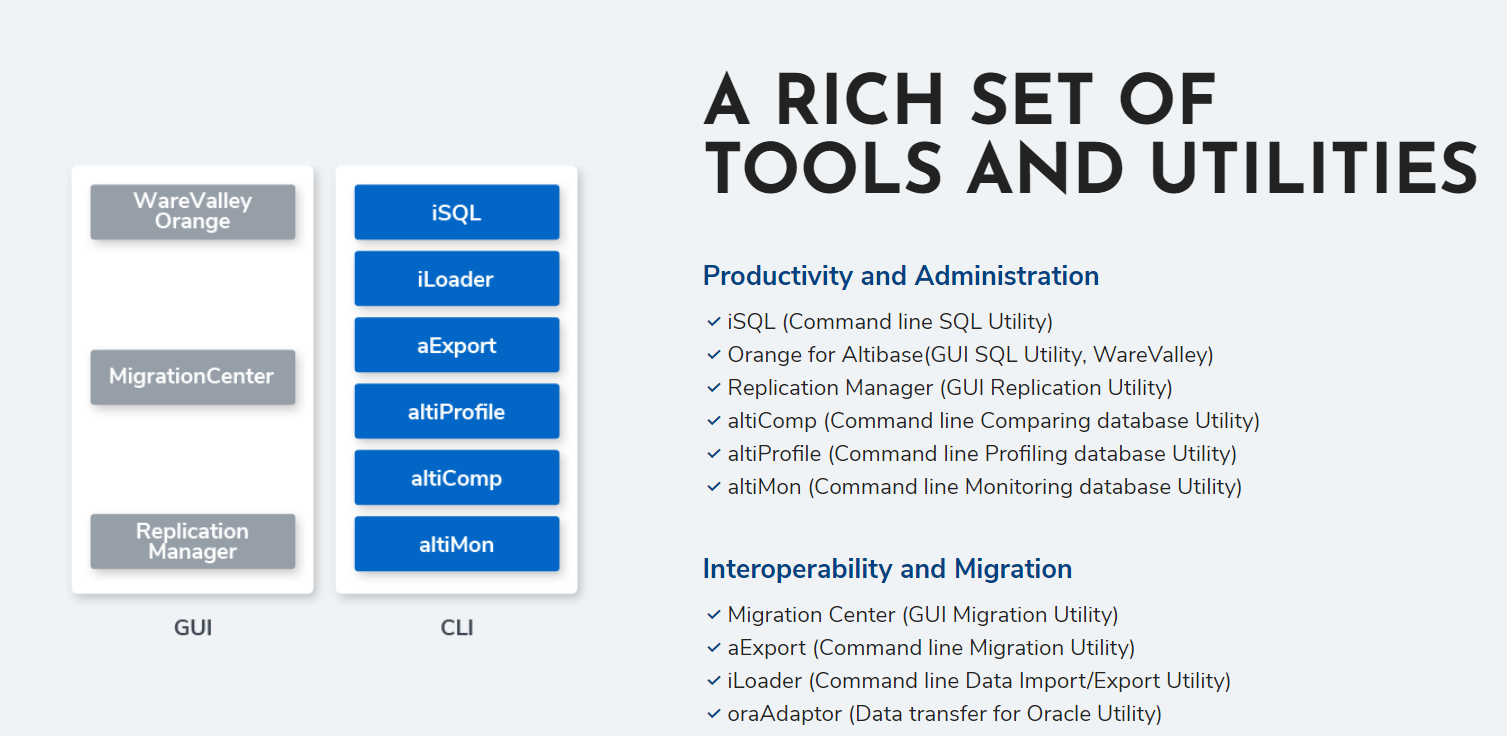 WareValley
Orange
MigrationCenter
Replication
Manager
GUI
iSQL
iLoader
aExport
altiProfile
altiComp
altiMon
CLI
A RICH SET OF
TOOLS AND UTILITIES
Productivity and Administration
✓ iSQL (Command line SQL Utility)
✓ Orange for Altibase(GUI SQL Utility, WareValley)
✓ Replication Manager (GUI Replication Utility)
✓ altiComp (Command line Comparing database Utility)
✓ altiProfile (Command line Profiling database Utility)
✓ altiMon (Command line Monitoring database Utility)
Interoperability and Migration
✓ Migration Center (GUI Migration Utility)
✓ aExport (Command line Migration Utility)
✓ iLoader (Command line Data Import/Export Utility)
✓ oraAdaptor (Data transfer for Oracle Utility)